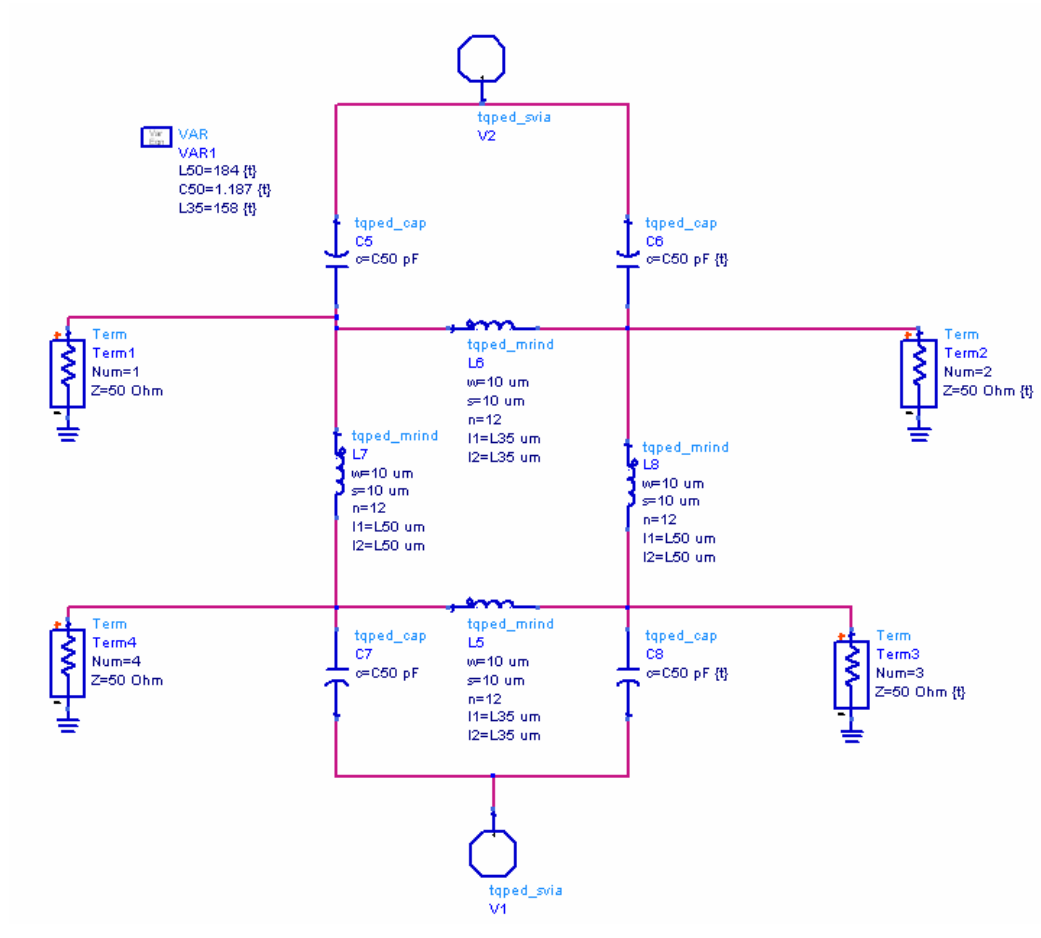 tqped_svia
V2
Var
Eqn
VAR
VAR1
L50=184 {t}
C50=1.187 {t}
L35=158 {t}
tqped_cap
C5
c=C50 pF
tqped_cap
C6
c=C50 pF {t}
Term
Term1
Num=1
Z=50 Ohm
tqped_mrind
L6
w=10 um
s=10 um
n=12
l1=L35 um
l2=L35 um
Term
Term2
Num=2
Z=50 Ohm {t}
tqped_mrind
L7
w=10 um
s=10 um
n=12
l1=L50 um
l2=L50 um
tqped_mrind
L8
w=10 um
s=10 um
n=12
l1=L50 um
l2=L50 um
Term
Term4
Num=4
Z=50 Ohm
tqped_cap
C7
c=C50 pF
tqped_mrind
L5
w=10 um
s=10 um
n=12
l1=L35 um
l2=L35 um
tqped_cap
C8
c=C50 pF {t}
Term
Term3
Num=3
Z=50 Ohm {t}
tqped_svia
V1